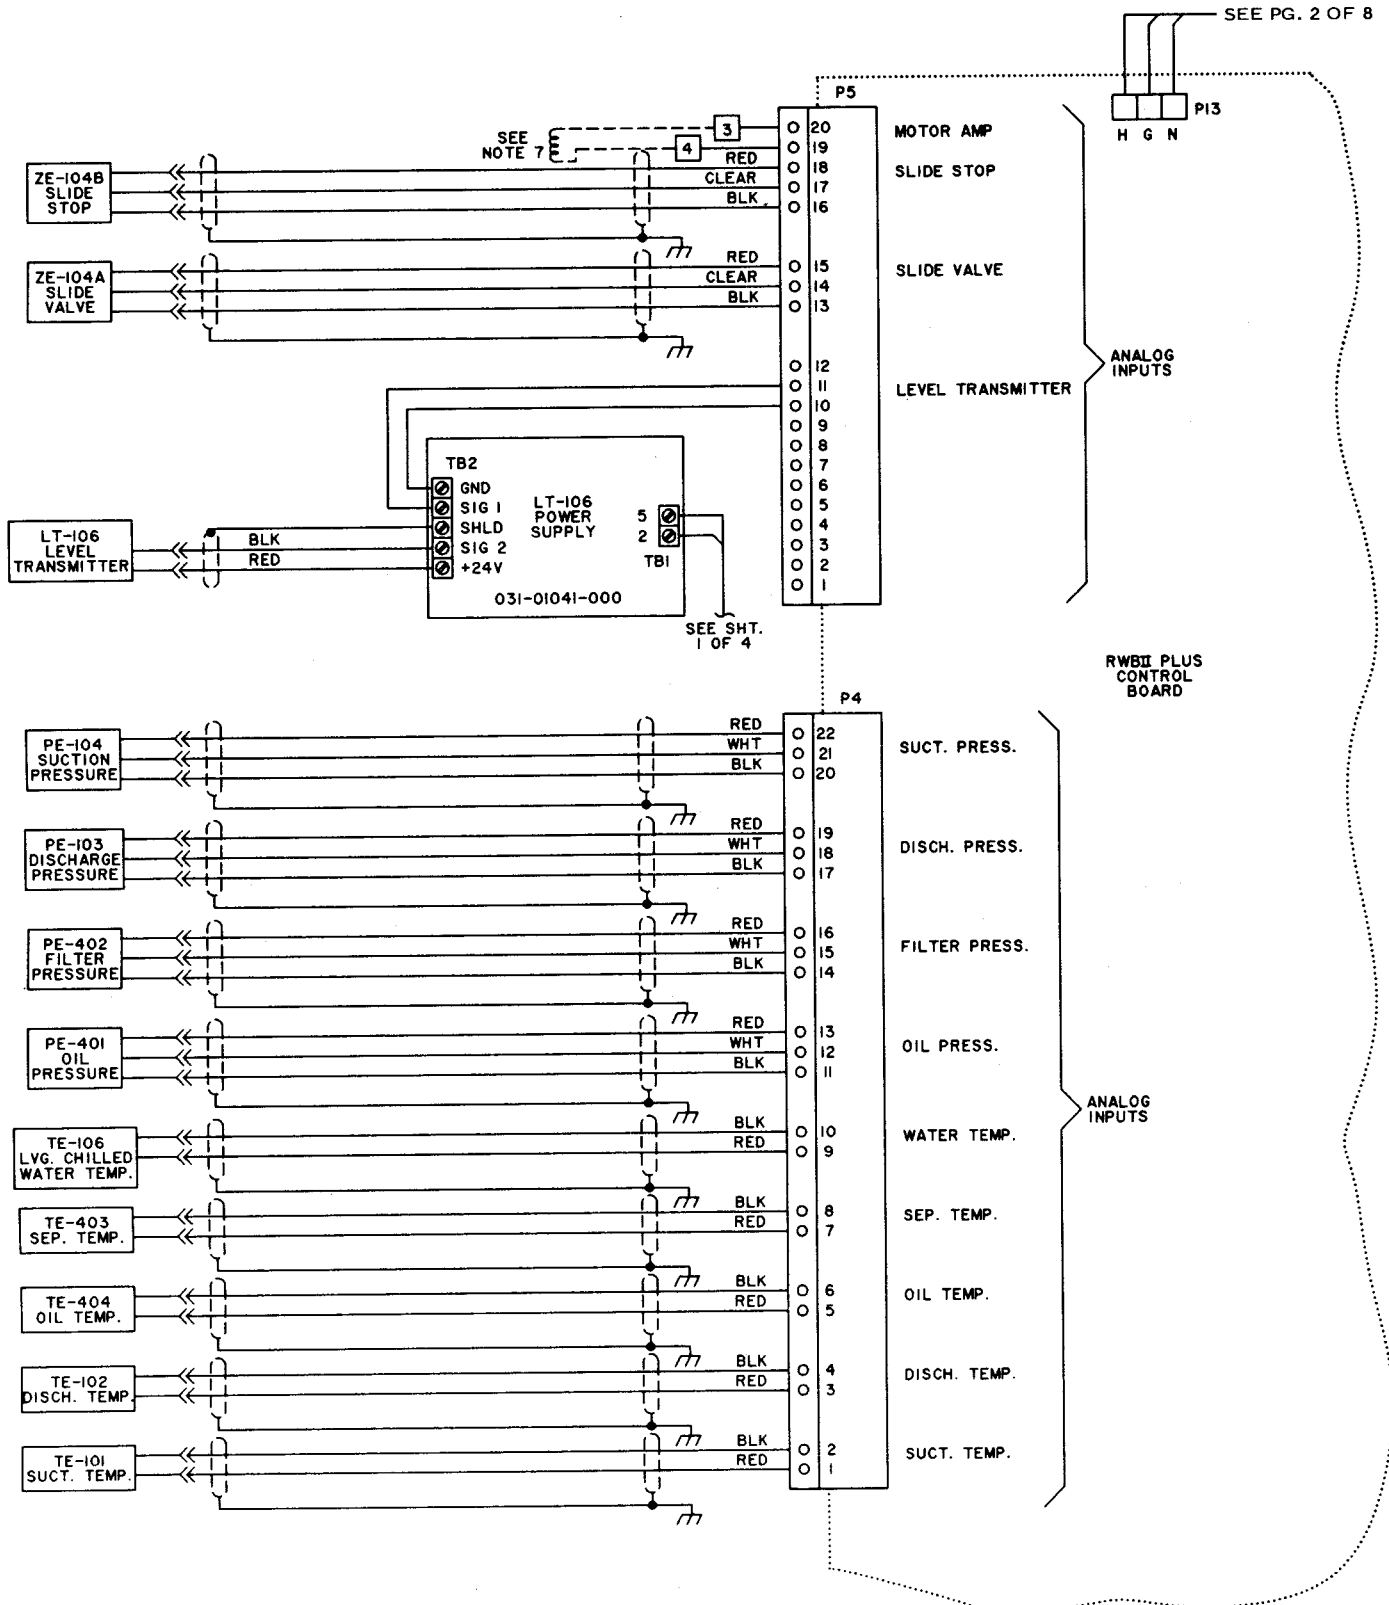 SEE PG. 2 OF 8
P13
H G N
P5
SEE
NOTE 7
3
4
20 MOTOR AMP
19
RED 18 SLIDE STOP
CLEAR 17
BLK 16
ZE-104B
SLIDE
STOP
RED 15 SLIDE VALVE
CLEAR 14
BLK 13
ZE-104A
SLIDE
VALVE
12
11 LEVEL TRANSMITTER
10
9
8
7
6
5
4
3
2
1
ANALOG
INPUTS
TB2
GND
SIG 1
SHLD
SIG 2
+24V
LT-106
POWER
SUPPLY
5
2
TB1
031-01041-000
SEE SHT.
1 OF 4
LT-106
LEVEL
TRANSMITTER
BLK
RED
RWBII PLUS
CONTROL
BOARD
P4
PE-104
SUCTION
PRESSURE
RED 22 SUCT. PRESS.
WHT 21
BLK 20
PE-103
DISCHARGE
PRESSURE
RED 19 DISCH. PRESS.
WHT 18
BLK 17
PE-402
FILTER
PRESSURE
RED 16 FILTER PRESS.
WHT 15
BLK 14
PE-401
OIL
PRESSURE
RED 13 OIL PRESS.
WHT 12
BLK 11
ANALOG
INPUTS
TE-106
LVG. CHILLED
WATER TEMP.
BLK 10 WATER TEMP.
RED 9
TE-403
SEP. TEMP.
BLK 8 SEP. TEMP.
RED 7
TE-404
OIL TEMP.
BLK 6 OIL TEMP.
RED 5
TE-102
DISCH. TEMP.
BLK 4 DISCH. TEMP.
RED 3
TE-101
SUCT. TEMP.
BLK 2 SUCT. TEMP.
RED 1